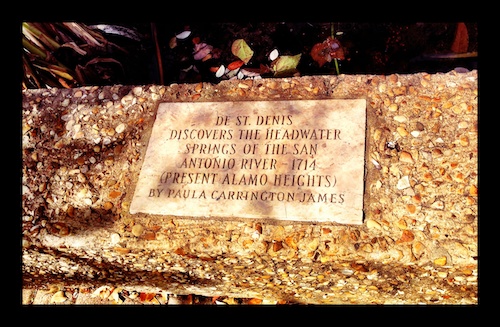 DE ST. DENIS
DISCOVERS THE HEADWATER
SPRINGS OF THE SAN
ANTONIO RIVER - 1714
(PRESENT ALAMO HEIGHTS)
BY PAULA CARRINGTON JAMES